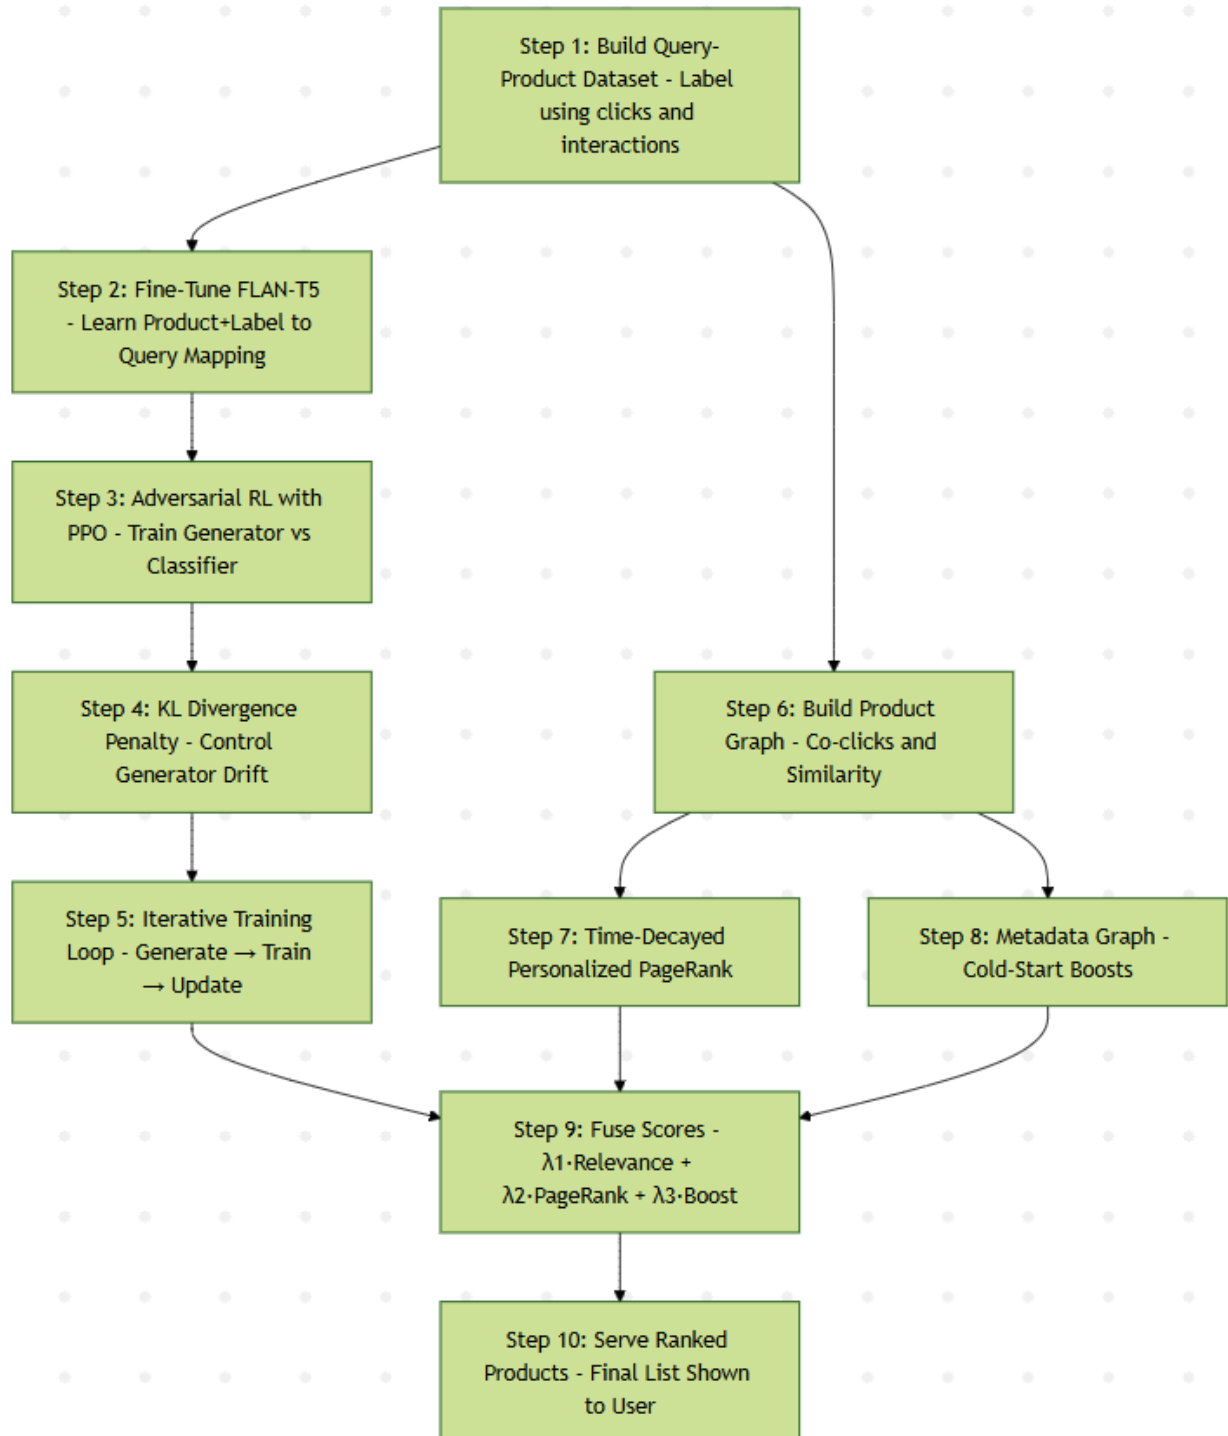 Step 1: Build Query-
Product Dataset - Label
using clicks and
interactions
Step 2: Fine-Tune FLAN-T5
- Learn Product+Label to
Query Mapping
Step 3: Adversarial RL with
PPO - Train Generator vs
Classifier
Step 4: KL Divergence
Penalty - Control
Generator Drift
Step 6: Build Product
Graph - Co-clicks and
Similarity
Step 5: Iterative Training
Loop - Generate → Train
→ Update
Step 7: Time-Decayed
Personalized PageRank
Step 8: Metadata Graph -
Cold-Start Boosts
Step 9: Fuse Scores -
λ1·Relevance +
λ2·PageRank + λ3·Boost
Step 10: Serve Ranked
Products - Final List Shown
to User